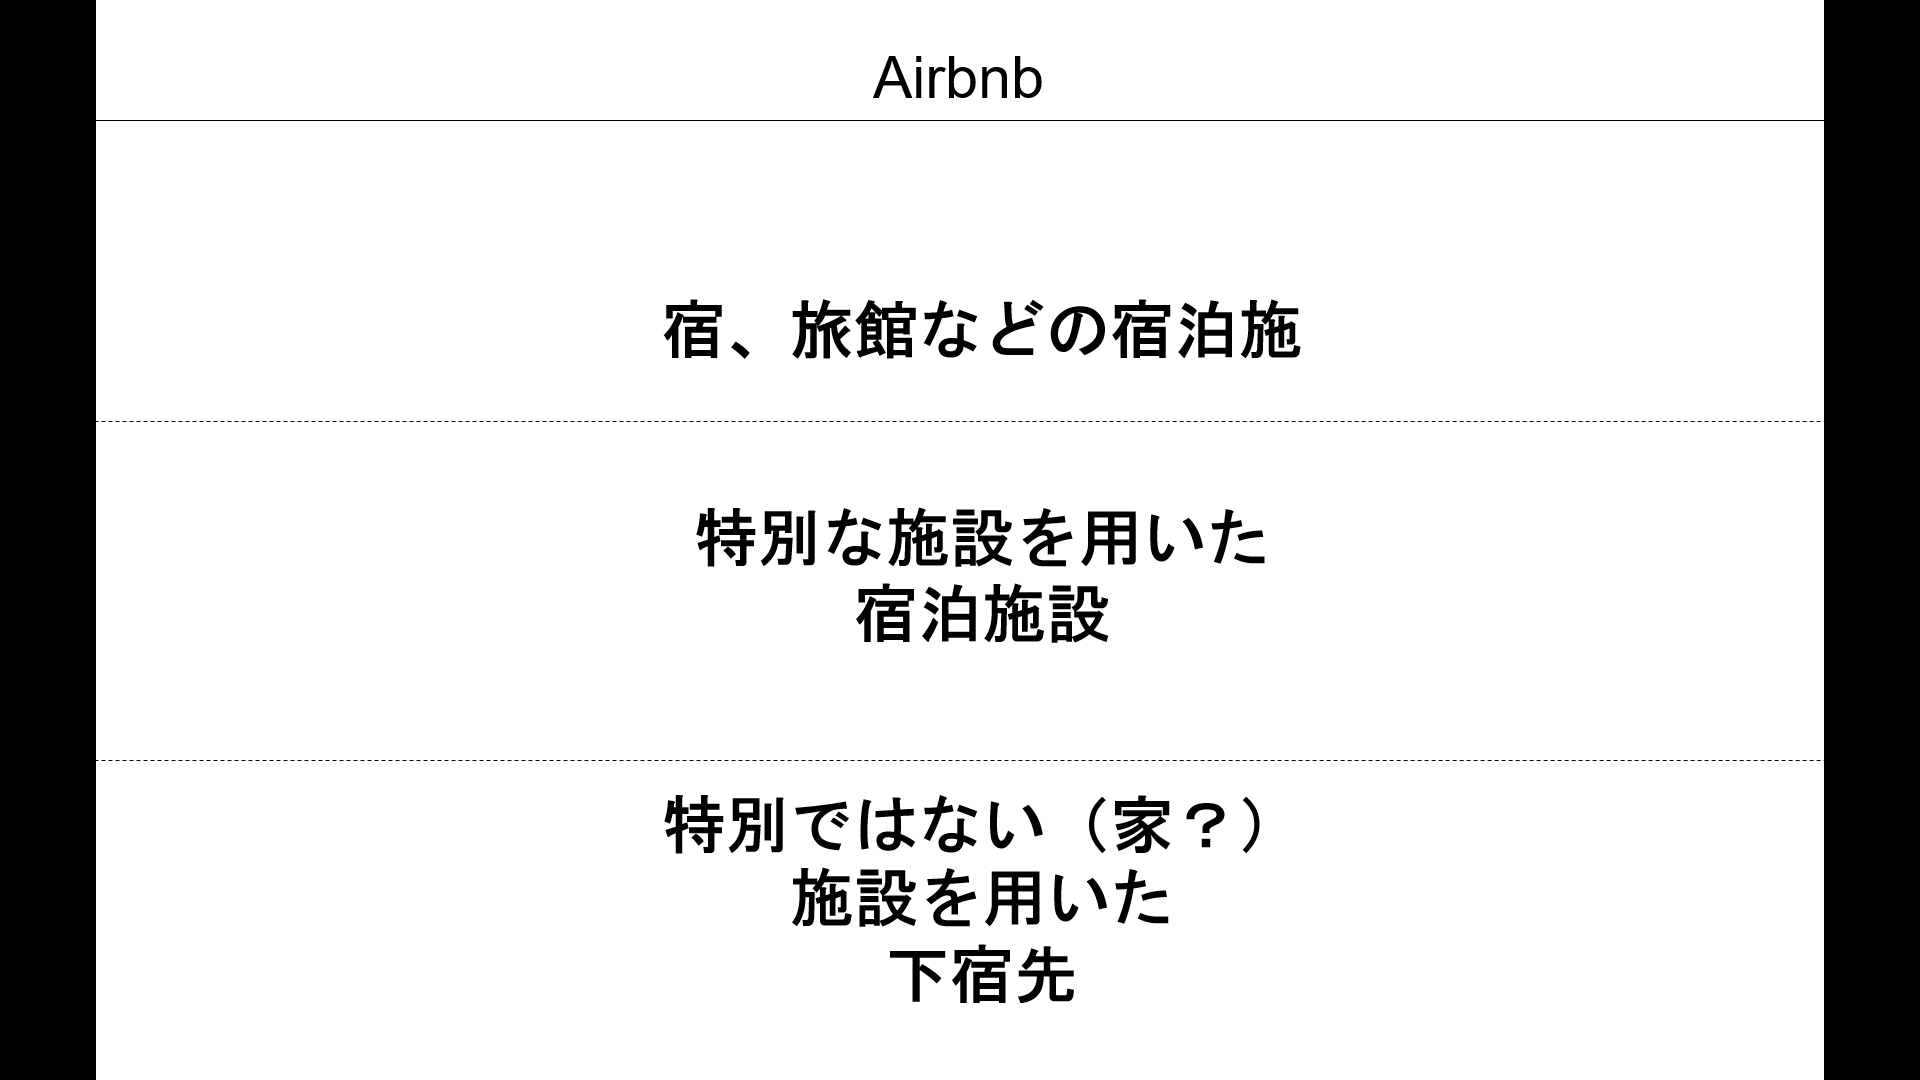 Airbnb
宿、旅館などの宿泊施
特別な施設を用いた
宿泊施設
特別ではない（家？）
施設を用いた
下宿先